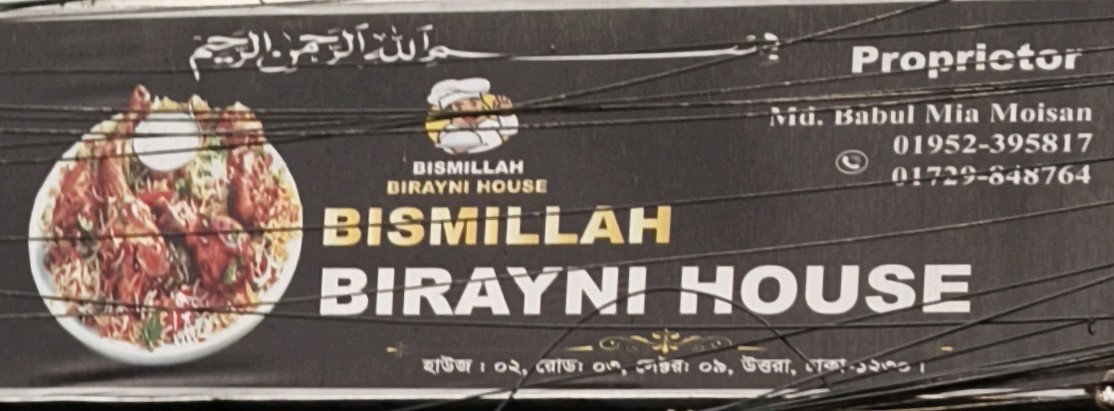 بسم الله الرحمن الرحيم
Proprietor
Md. Babul Mia Moisan
01952-395817
01729-848764
BISMILLAH
BIRAYNI HOUSE
BISMILLAH
BIRAYNI HOUSE
হাউজ : ০২, রোডঃ ০৩, সেক্টরঃ ০৯, উত্তরা, ঢাকা-১২৩০।